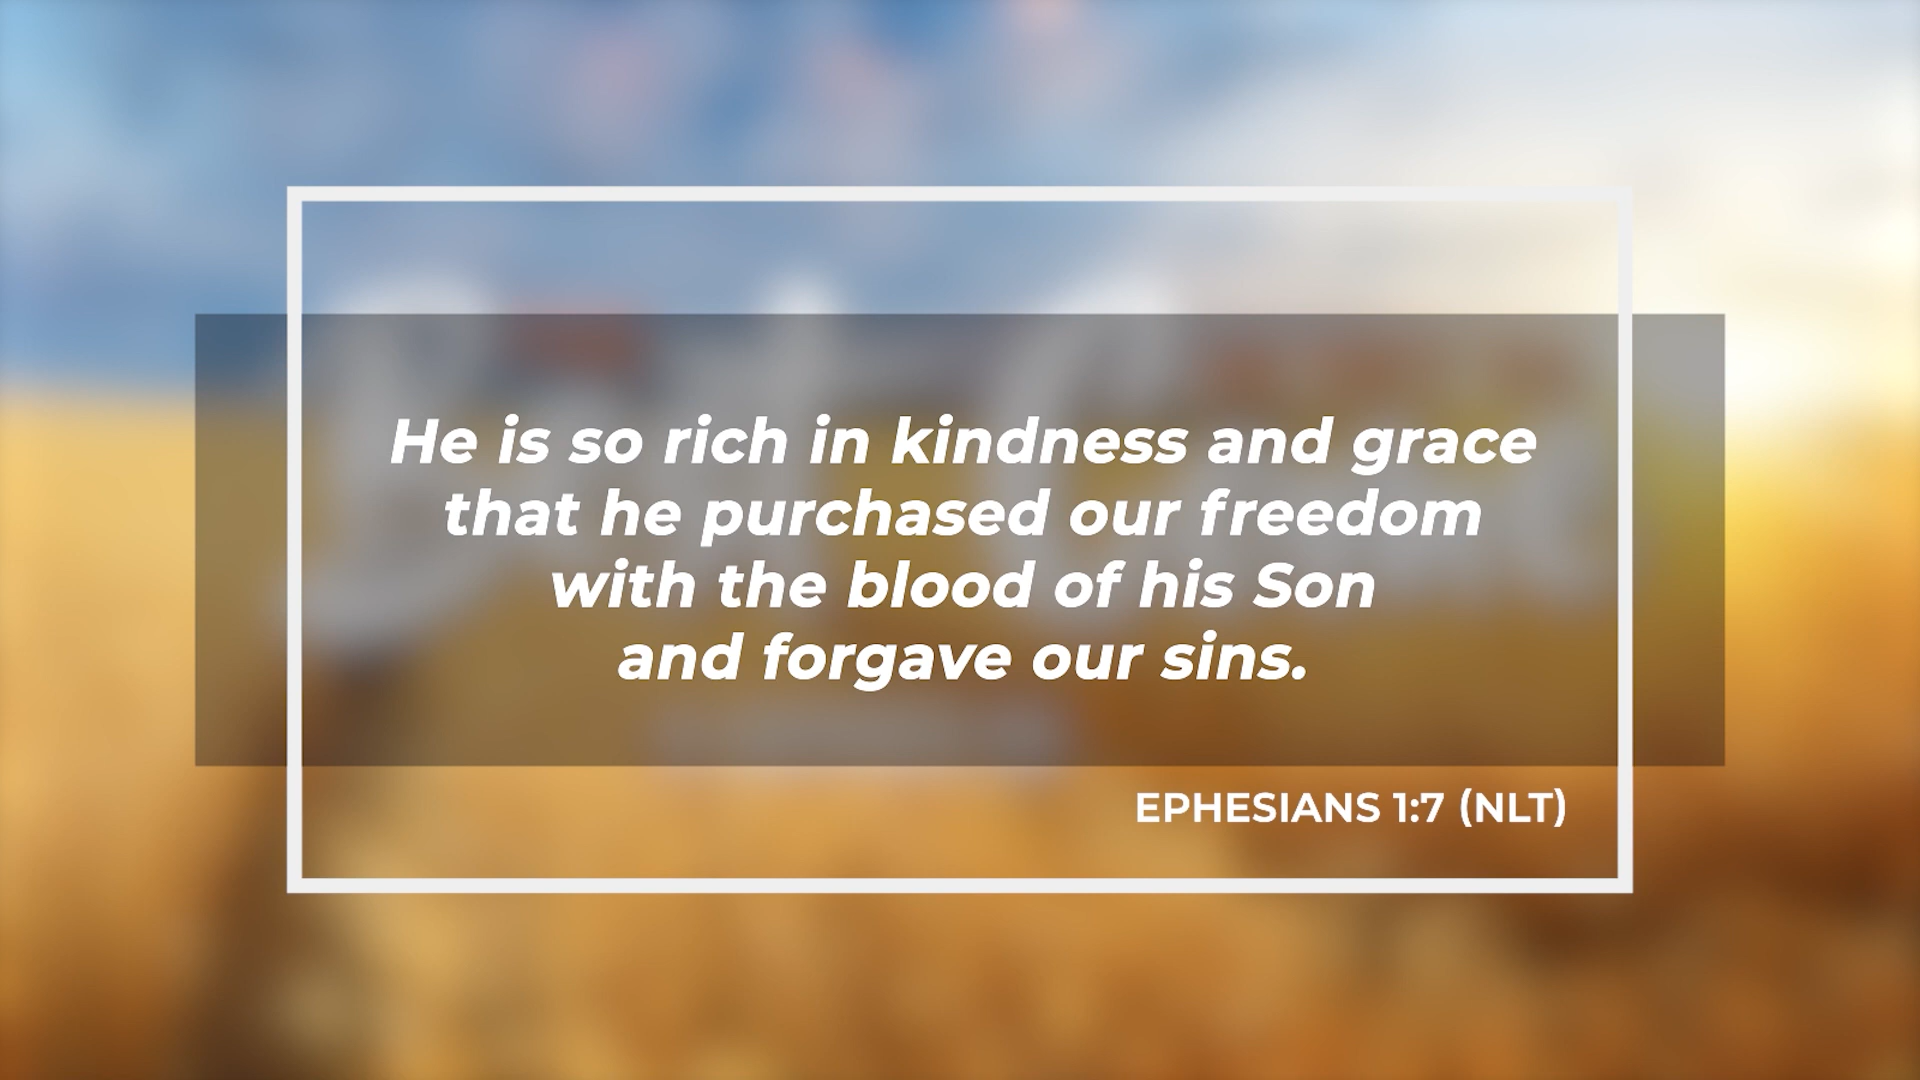 He is so rich in kindness and grace
that he purchased our freedom
with the blood of his Son
and forgave our sins.
EPHESIANS 1:7 (NLT)